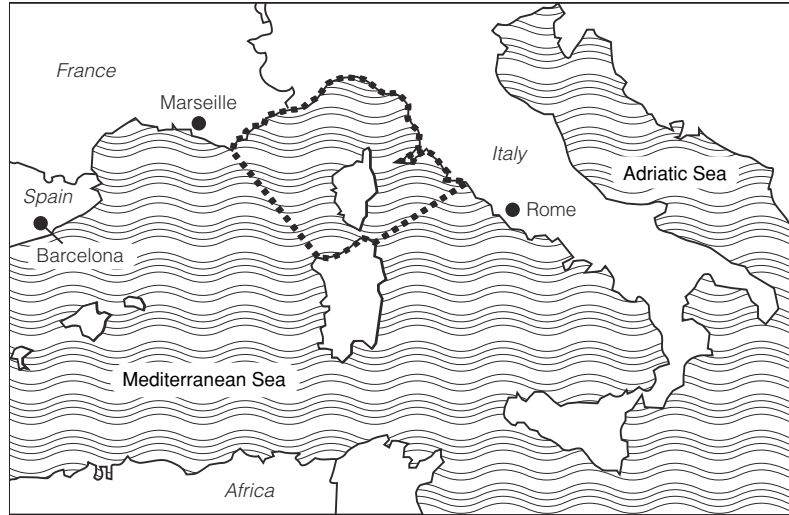 France
Marseille
Italy
Adriatic Sea
Spain
Rome
Barcelona
Mediterranean Sea
Africa